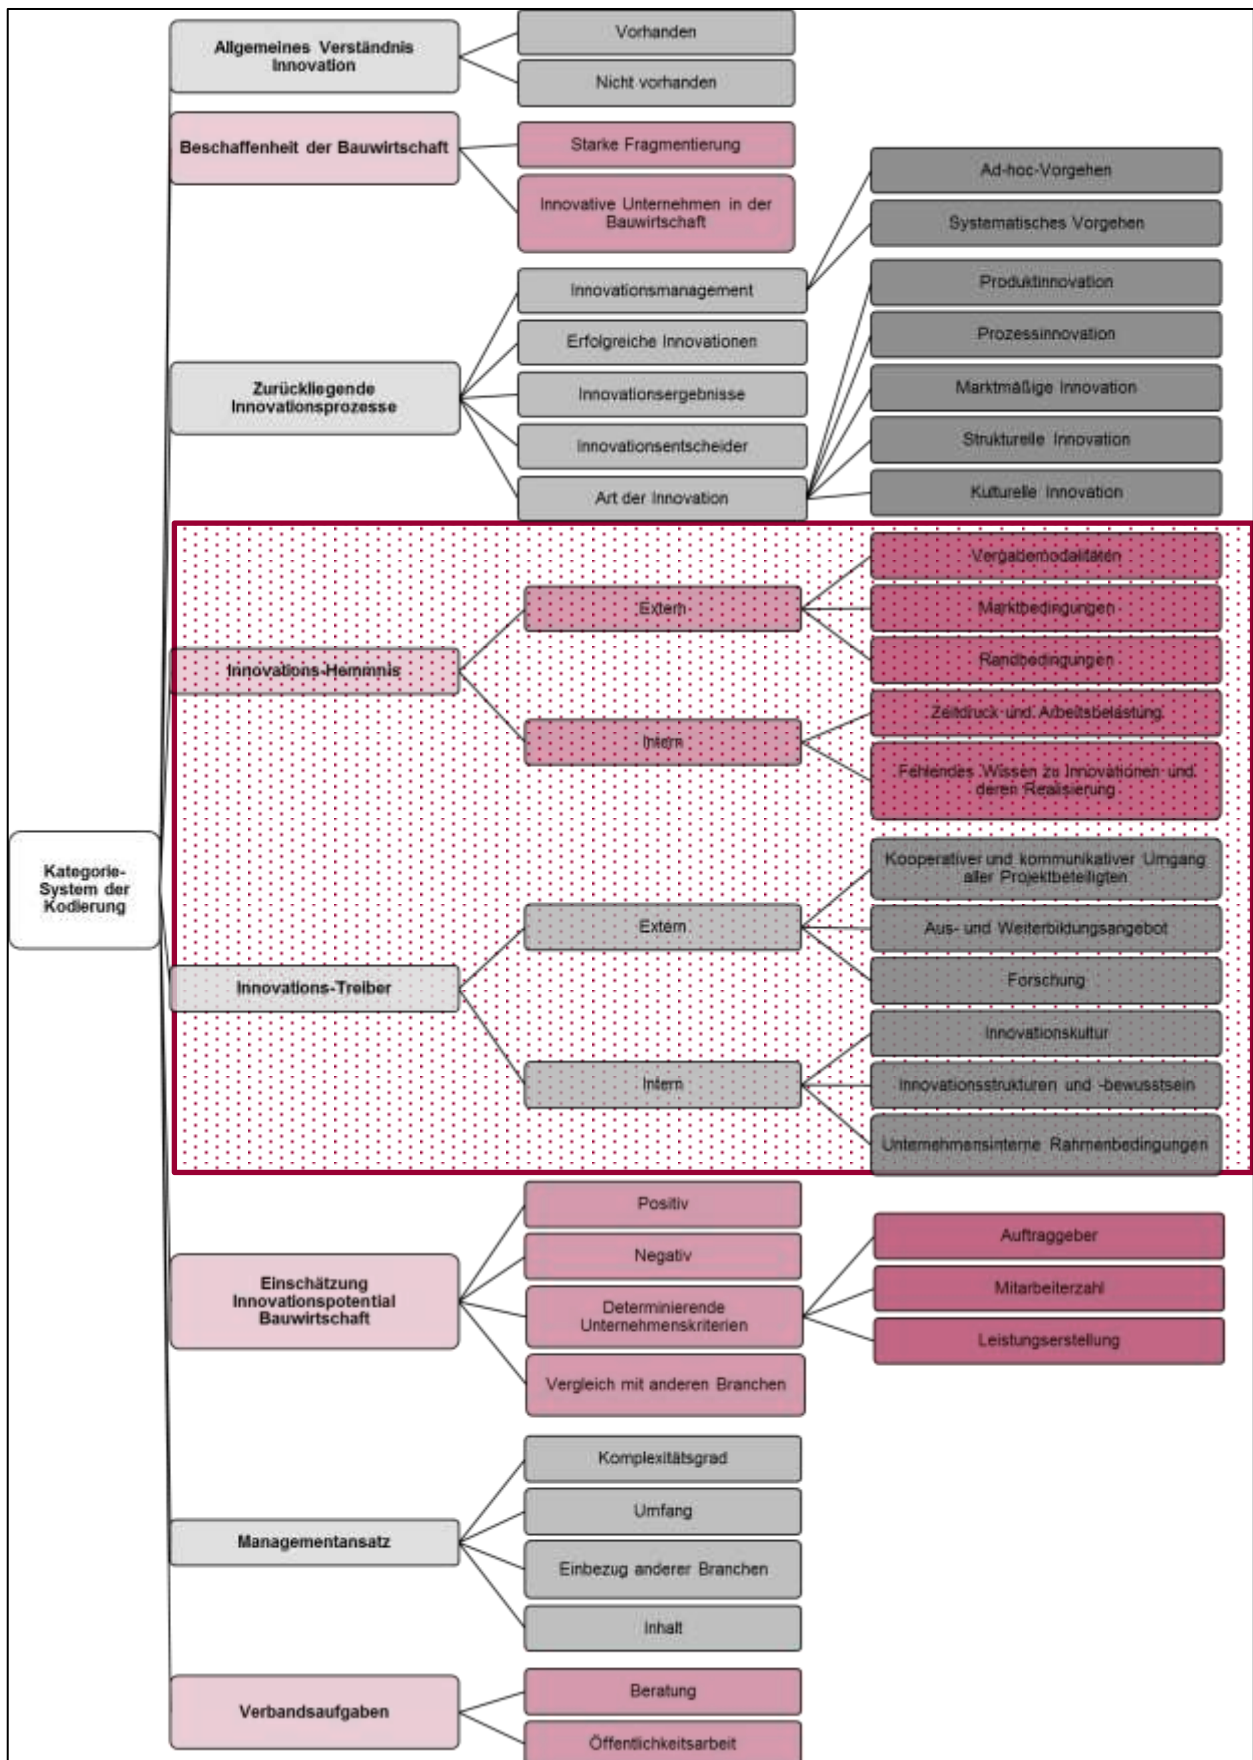 Kategorie-
System der
Kodierung
Allgemeines Verständnis
Innovation
Vorhanden
Nicht vorhanden
Beschaffenheit der Bauwirtschaft
Starke Fragmentierung
Innovative Unternehmen in der
Bauwirtschaft
Zurückliegende
Innovationsprozesse
Innovationsmanagement
Ad-hoc-Vorgehen
Systematisches Vorgehen
Erfolgreiche Innovationen
Innovationsergebnisse
Innovationsentscheider
Art der Innovation
Produktinnovation
Prozessinnovation
Marktmäßige Innovation
Strukturelle Innovation
Kulturelle Innovation
Innovations-Hemmnis
Extern
Vergabemodalitäten
Marktbedingungen
Randbedingungen
Intern
Zeitdruck und Arbeitsbelastung
Fehlendes Wissen zu Innovationen und
deren Realisierung
Innovations-Treiber
Extern
Kooperativer und kommunikativer Umgang
aller Projektbeteiligten
Aus- und Weiterbildungsangebot
Forschung
Intern
Innovationskultur
Innovationsstrukturen und -bewusstsein
Unternehmensinterne Rahmenbedingungen
Einschätzung
Innovationspotential
Bauwirtschaft
Positiv
Negativ
Determinierende
Unternehmenskriterien
Auftraggeber
Mitarbeiterzahl
Leistungserstellung
Vergleich mit anderen Branchen
Managementansatz
Komplexitätsgrad
Umfang
Einbezug anderer Branchen
Inhalt
Verbandsaufgaben
Beratung
Öffentlichkeitsarbeit